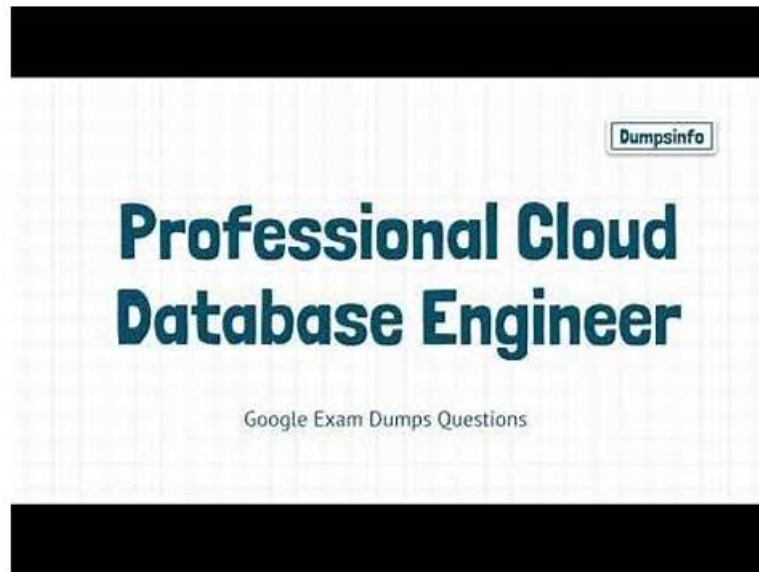 Dumpsinfo
Professional Cloud
Database Engineer
Google Exam Dumps Questions